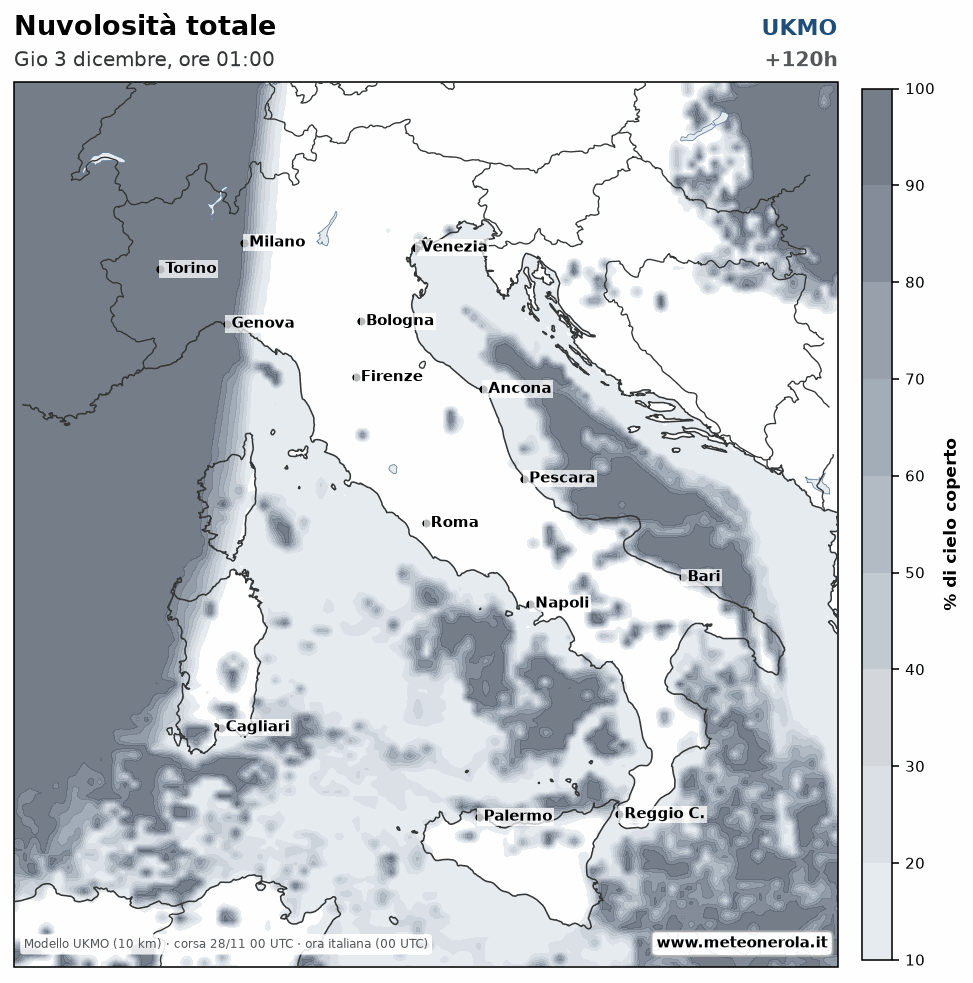 Nuvolosità totale
UKMO
Gio 3 dicembre, ore 01:00
+120h
Milano
Venezia
Torino
Genova
Bologna
Firenze
Ancona
Pescara
Roma
Bari
Napoli
Cagliari
Palermo
Reggio C.
100
90
80
70
60
50
40
30
20
10
% di cielo coperto
Modello UKMO (10 km) · corsa 28/11 00 UTC · ora italiana (00 UTC)
www.meteonerola.it